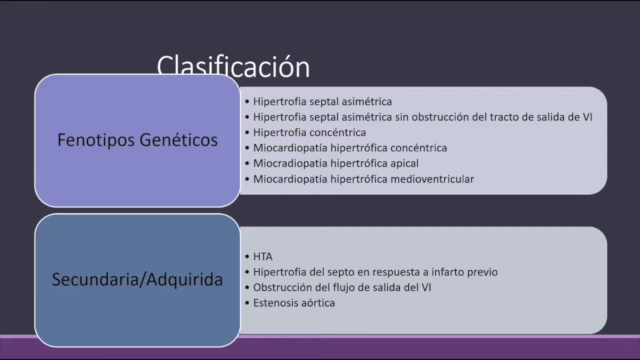 Clasificación
Fenotipos Genéticos
• Hipertrofia septal asimétrica
• Hipertrofia septal asimétrica sin obstrucción del tracto de salida de VI
• Hipertrofia concéntrica
• Miocardiopatía hipertrófica concéntrica
• Miocradiopatia hipertrófica apical
• Miocardiopatía hipertrófica medioventricular
Secundaria/Adquirida
• HTA
• Hipertrofia del septo en respuesta a infarto previo
• Obstrucción del flujo de salida del VI
• Estenosis aórtica